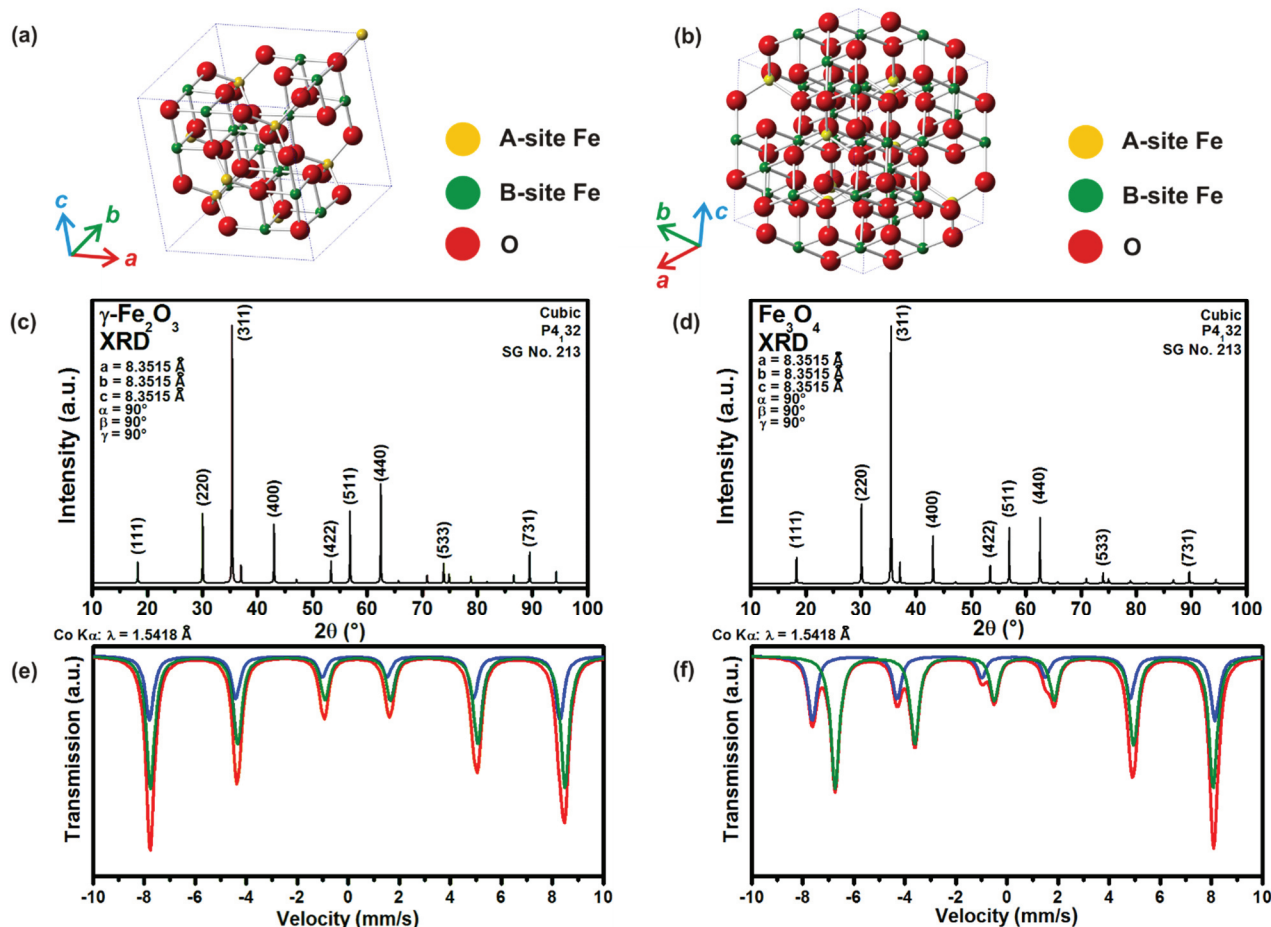 (a)
A-site Fe
B-site Fe
O
c
b
a
(b)
A-site Fe
B-site Fe
O
b
c
a
(c)
γ-Fe₂O₃
XRD
a = 8.3515 Å
b = 8.3515 Å
c = 8.3515 Å
α = 90°
β = 90°
γ = 90°
Cubic
P4₁32
SG No. 213
(111)
(220)
(311)
(400)
(422)
(511)
(440)
(533)
(731)
Intensity (a.u.)
10 20 30 40 50 60 70 80 90 100
2θ (°)
Co Kα: λ = 1.5418 Å
(d)
Fe₃O₄
XRD
a = 8.3515 Å
b = 8.3515 Å
c = 8.3515 Å
α = 90°
β = 90°
γ = 90°
Cubic
P4₁32
SG No. 213
(111)
(220)
(311)
(400)
(422)
(511)
(440)
(533)
(731)
Intensity (a.u.)
10 20 30 40 50 60 70 80 90 100
2θ (°)
Co Kα: λ = 1.5418 Å
(e)
Transmission (a.u.)
-10 -8 -6 -4 -2 0 2 4 6 8 10
Velocity (mm/s)
(f)
Transmission (a.u.)
-10 -8 -6 -4 -2 0 2 4 6 8 10
Velocity (mm/s)